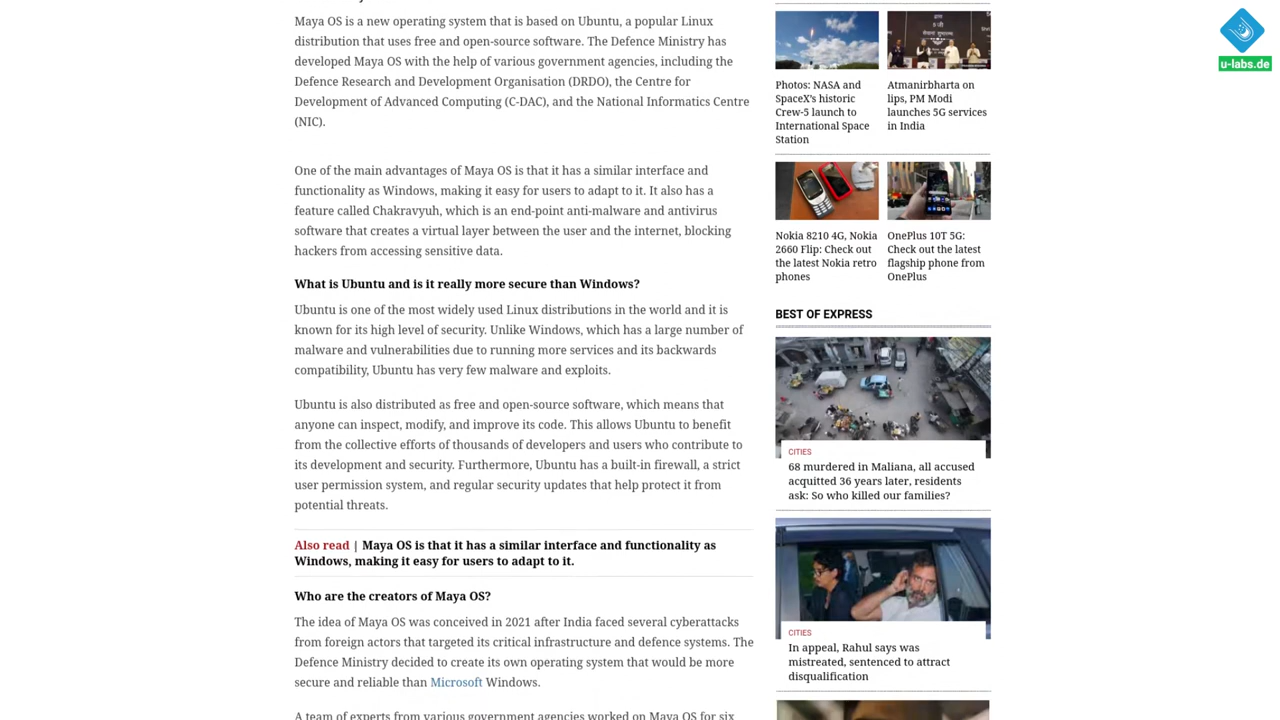 Maya OS is a new operating system that is based on Ubuntu, a popular Linux
distribution that uses free and open-source software. The Defence Ministry has
developed Maya OS with the help of various government agencies, including the
Defence Research and Development Organisation (DRDO), the Centre for
Development of Advanced Computing (C-DAC), and the National Informatics Centre
(NIC).
One of the main advantages of Maya OS is that it has a similar interface and
functionality as Windows, making it easy for users to adapt to it. It also has a
feature called Chakravyuh, which is an end-point anti-malware and antivirus
software that creates a virtual layer between the user and the internet, blocking
hackers from accessing sensitive data.
What is Ubuntu and is it really more secure than Windows?
Ubuntu is one of the most widely used Linux distributions in the world and it is
known for its high level of security. Unlike Windows, which has a large number of
malware and vulnerabilities due to running more services and its backwards
compatibility, Ubuntu has very few malware and exploits.
Ubuntu is also distributed as free and open-source software, which means that
anyone can inspect, modify, and improve its code. This allows Ubuntu to benefit
from the collective efforts of thousands of developers and users who contribute to
its development and security. Furthermore, Ubuntu has a built-in firewall, a strict
user permission system, and regular security updates that help protect it from
potential threats.
Also read | Maya OS is that it has a similar interface and functionality as
Windows, making it easy for users to adapt to it.
Who are the creators of Maya OS?
The idea of Maya OS was conceived in 2021 after India faced several cyberattacks
from foreign actors that targeted its critical infrastructure and defence systems. The
Defence Ministry decided to create its own operating system that would be more
secure and reliable than Microsoft Windows.
A team of experts from various government agencies worked on Maya OS for six
Photos: NASA and
SpaceX's historic
Crew-5 launch to
International Space
Station
Atmanirbharta on
lips, PM Modi
launches 5G services
in India
Nokia 8210 4G, Nokia
2660 Flip: Check out
the latest Nokia retro
phones
OnePlus 10T 5G:
Check out the latest
flagship phone from
OnePlus
BEST OF EXPRESS
CITIES
68 murdered in Maliana, all accused
acquitted 36 years later, residents
ask: So who killed our families?
CITIES
In appeal, Rahul says was
mistreated, sentenced to attract
disqualification
u-labs.de